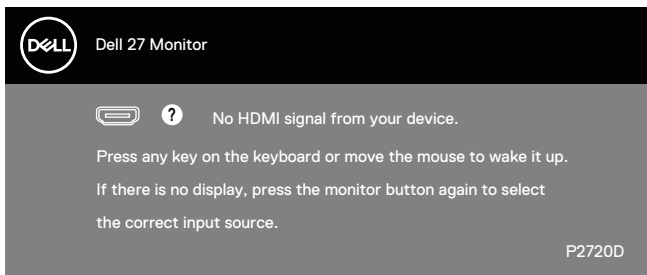 DELL
Dell 27 Monitor
? No HDMI signal from your device.
Press any key on the keyboard or move the mouse to wake it up.
If there is no display, press the monitor button again to select
the correct input source.
P2720D